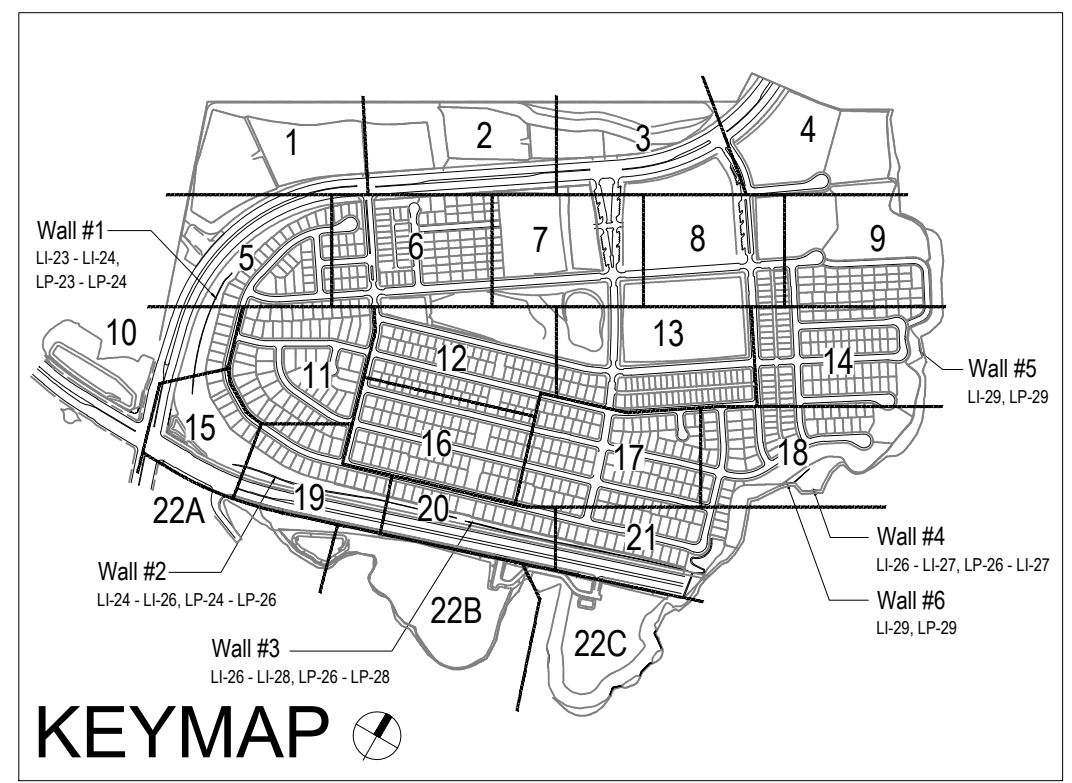 1
2
3
4
Wall #1
LI-23 - LI-24,
LP-23 - LP-24
5
6
7
8
9
10
11
12
13
14
Wall #5
LI-29, LP-29
15
16
17
18
19
20
21
22A
Wall #4
LI-26 - LI-27, LP-26 - LI-27
Wall #2
LI-24 - LI-26, LP-24 - LP-26
Wall #6
LI-29, LP-29
22B
22C
Wall #3
LI-26 - LI-28, LP-26 - LP-28
KEYMAP